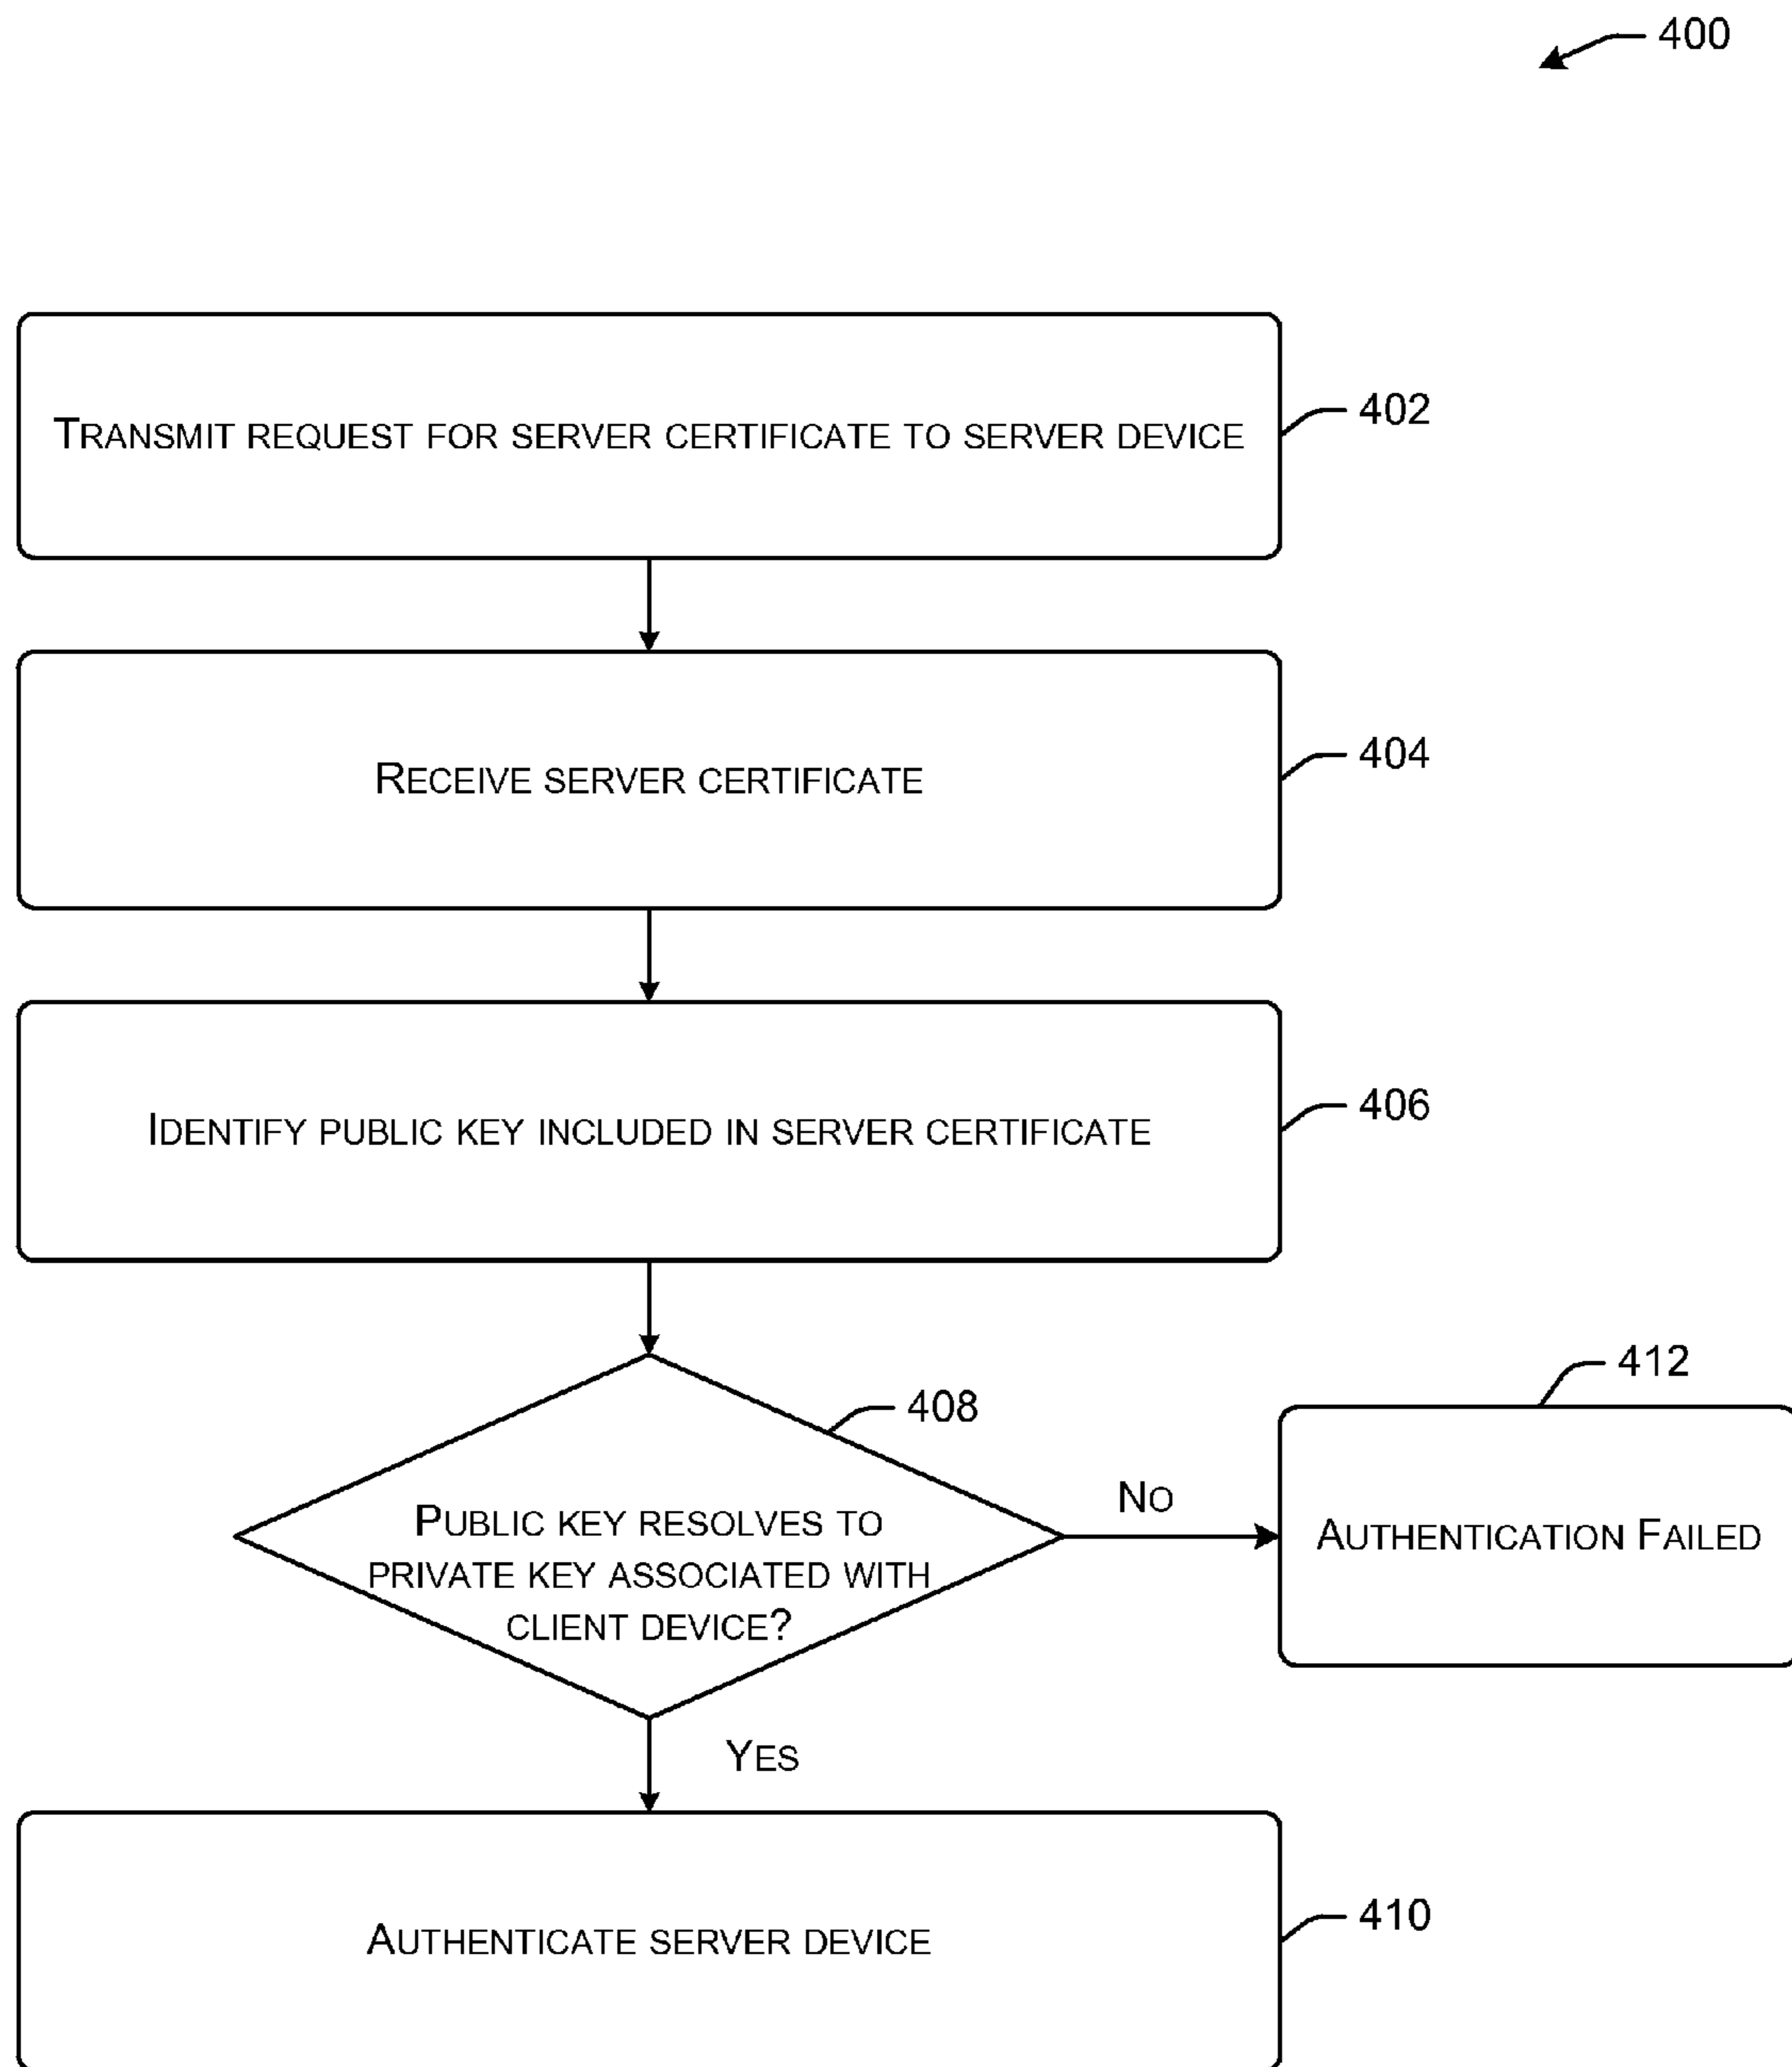 400
Transmit request for server certificate to server device
402
Receive server certificate
404
Identify public key included in server certificate
406
408
Public key resolves to
private key associated with
client device?
No
412
Authentication Failed
Yes
Authenticate server device
410